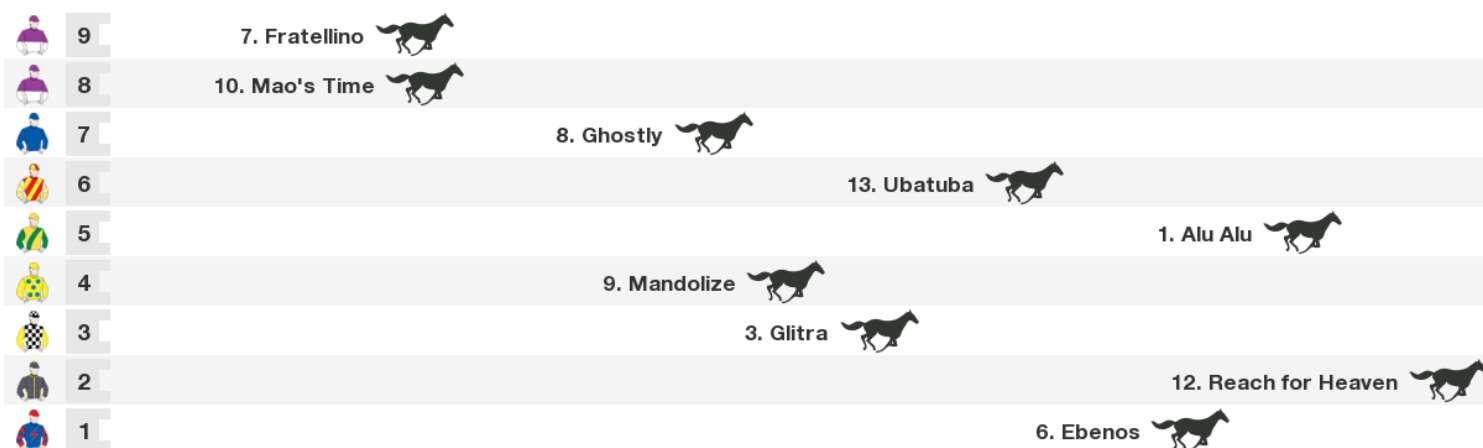 9 7. Fratellino
8 10. Mao's Time
7 8. Ghostly
6 13. Ubatuba
5 1. Alu Alu
4 9. Mandolize
3 3. Glitra
2 12. Reach for Heaven
1 6. Ebenos